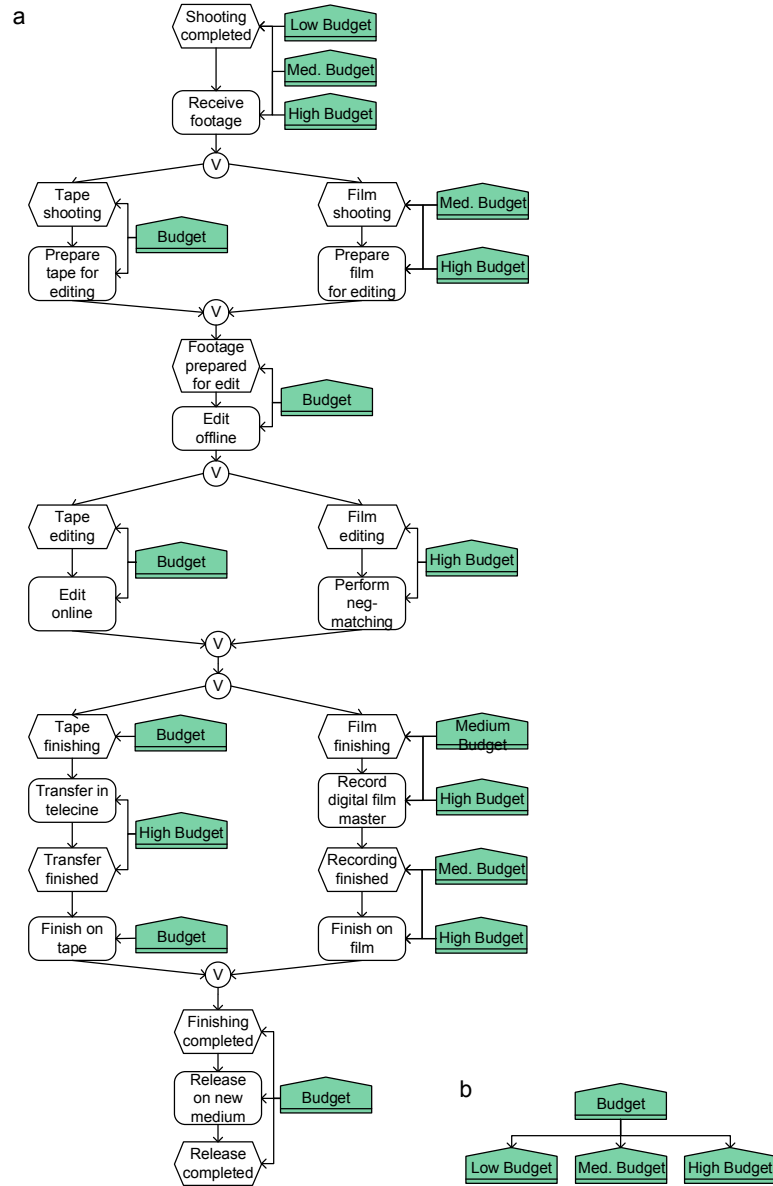 a
Shooting
completed
Low Budget
Med. Budget
Receive
footage
High Budget
V
Tape
shooting
Film
shooting
Med. Budget
Budget
Prepare
tape for
editing
Prepare
film
for editing
High Budget
V
Footage
prepared
for edit
Budget
Edit
offline
V
Tape
editing
Film
editing
Budget
High Budget
Edit
online
Perform
neg-
matching
V
V
Tape
finishing
Budget
Film
finishing
Medium
Budget
Transfer in
telecine
Record
digital film
master
High Budget
High Budget
Transfer
finished
Recording
finished
Med. Budget
Finish on
tape
Budget
Finish on
film
High Budget
V
Finishing
completed
Release
on new
medium
Budget
Release
completed
b
Budget
Low Budget
Med. Budget
High Budget